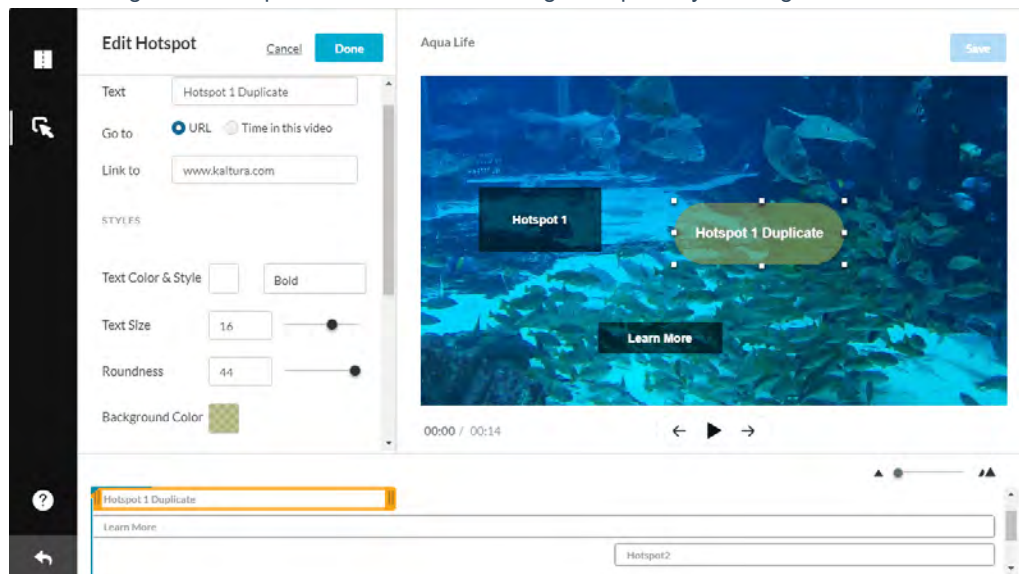 Edit Hotspot
Cancel
Done
Aqua Life
Save
Text
Hotspot 1 Duplicate
Go to
URL
Time in this video
Link to
www.kaltura.com
STYLES
Text Color & Style
Bold
Text Size
16
Roundness
44
Background Color
Hotspot 1
Hotspot 1 Duplicate
Learn More
00:00 / 00:14
?
Hotspot 1 Duplicate
Learn More
Hotspot2